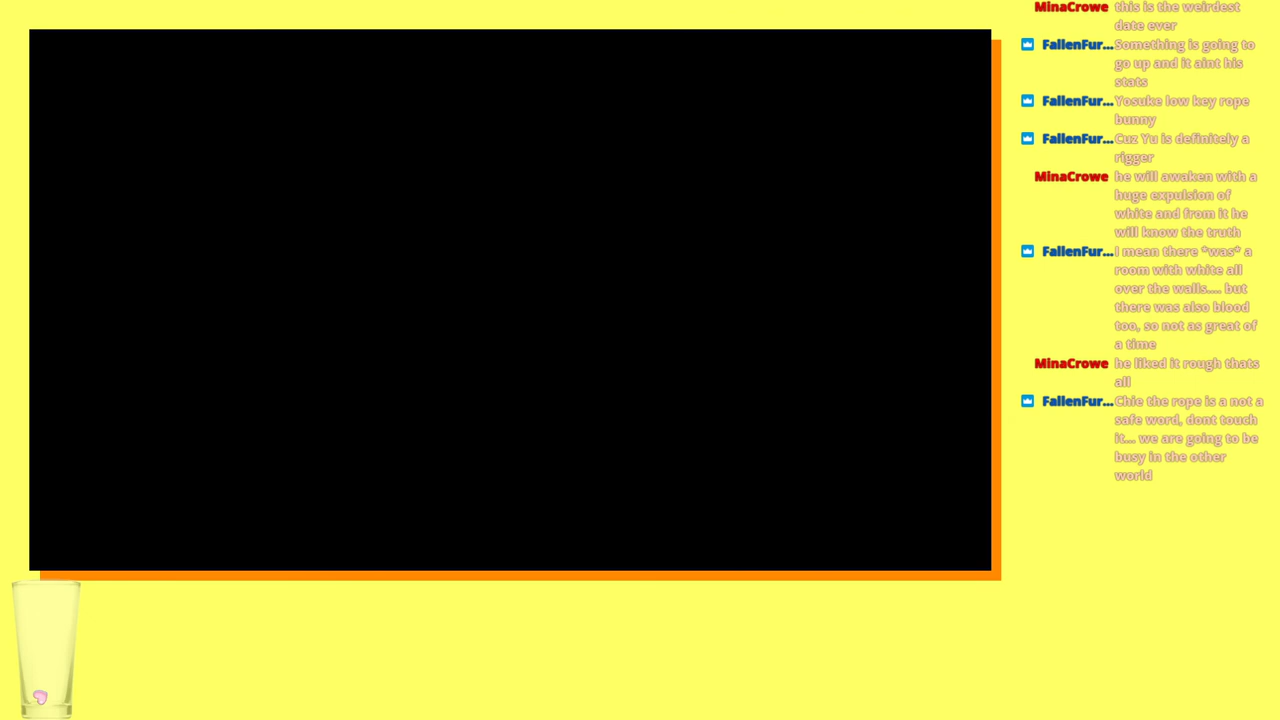 MinaCrowe this is the weirdest
date ever
FallenFur... Something is going to
go up and it aint his
stats
FallenFur... Yosuke low key rope
bunny
FallenFur... Cuz Yu is definitely a
rigger
MinaCrowe he will awaken with a
huge expulsion of
white and from it he
will know the truth
FallenFur... I mean there *was* a
room with white all
over the walls.... but
there was also blood
too, so not as great of
a time
MinaCrowe he liked it rough thats
all
FallenFur... Chie the rope is a not a
safe word, dont touch
it... we are going to be
busy in the other
world